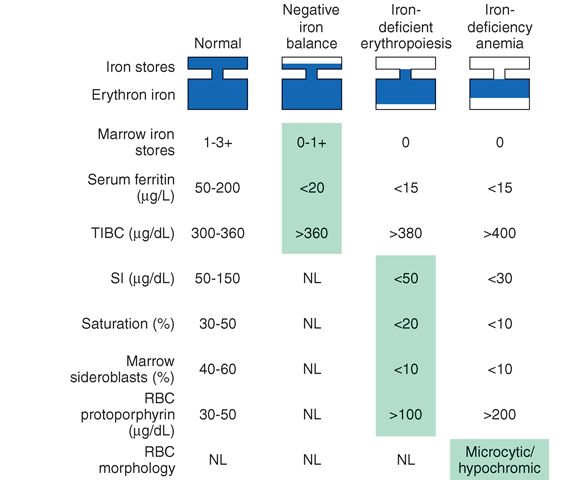 Normal
Negative
iron
balance
Iron-
deficient
erythropoiesis
Iron-
deficiency
anemia
Iron stores
Erythron iron
Marrow iron
stores
1-3+ 0-1+ 0 0
Serum ferritin
(µg/L)
50-200 <20 <15 <15
TIBC (µg/dL) 300-360 >360 >380 >400
SI (µg/dL) 50-150 NL <50 <30
Saturation (%) 30-50 NL <20 <10
Marrow
sideroblasts (%)
40-60 NL <10 <10
RBC
protoporphyrin
(µg/dL)
30-50 NL >100 >200
RBC
morphology
NL NL NL
Microcytic/
hypochromic